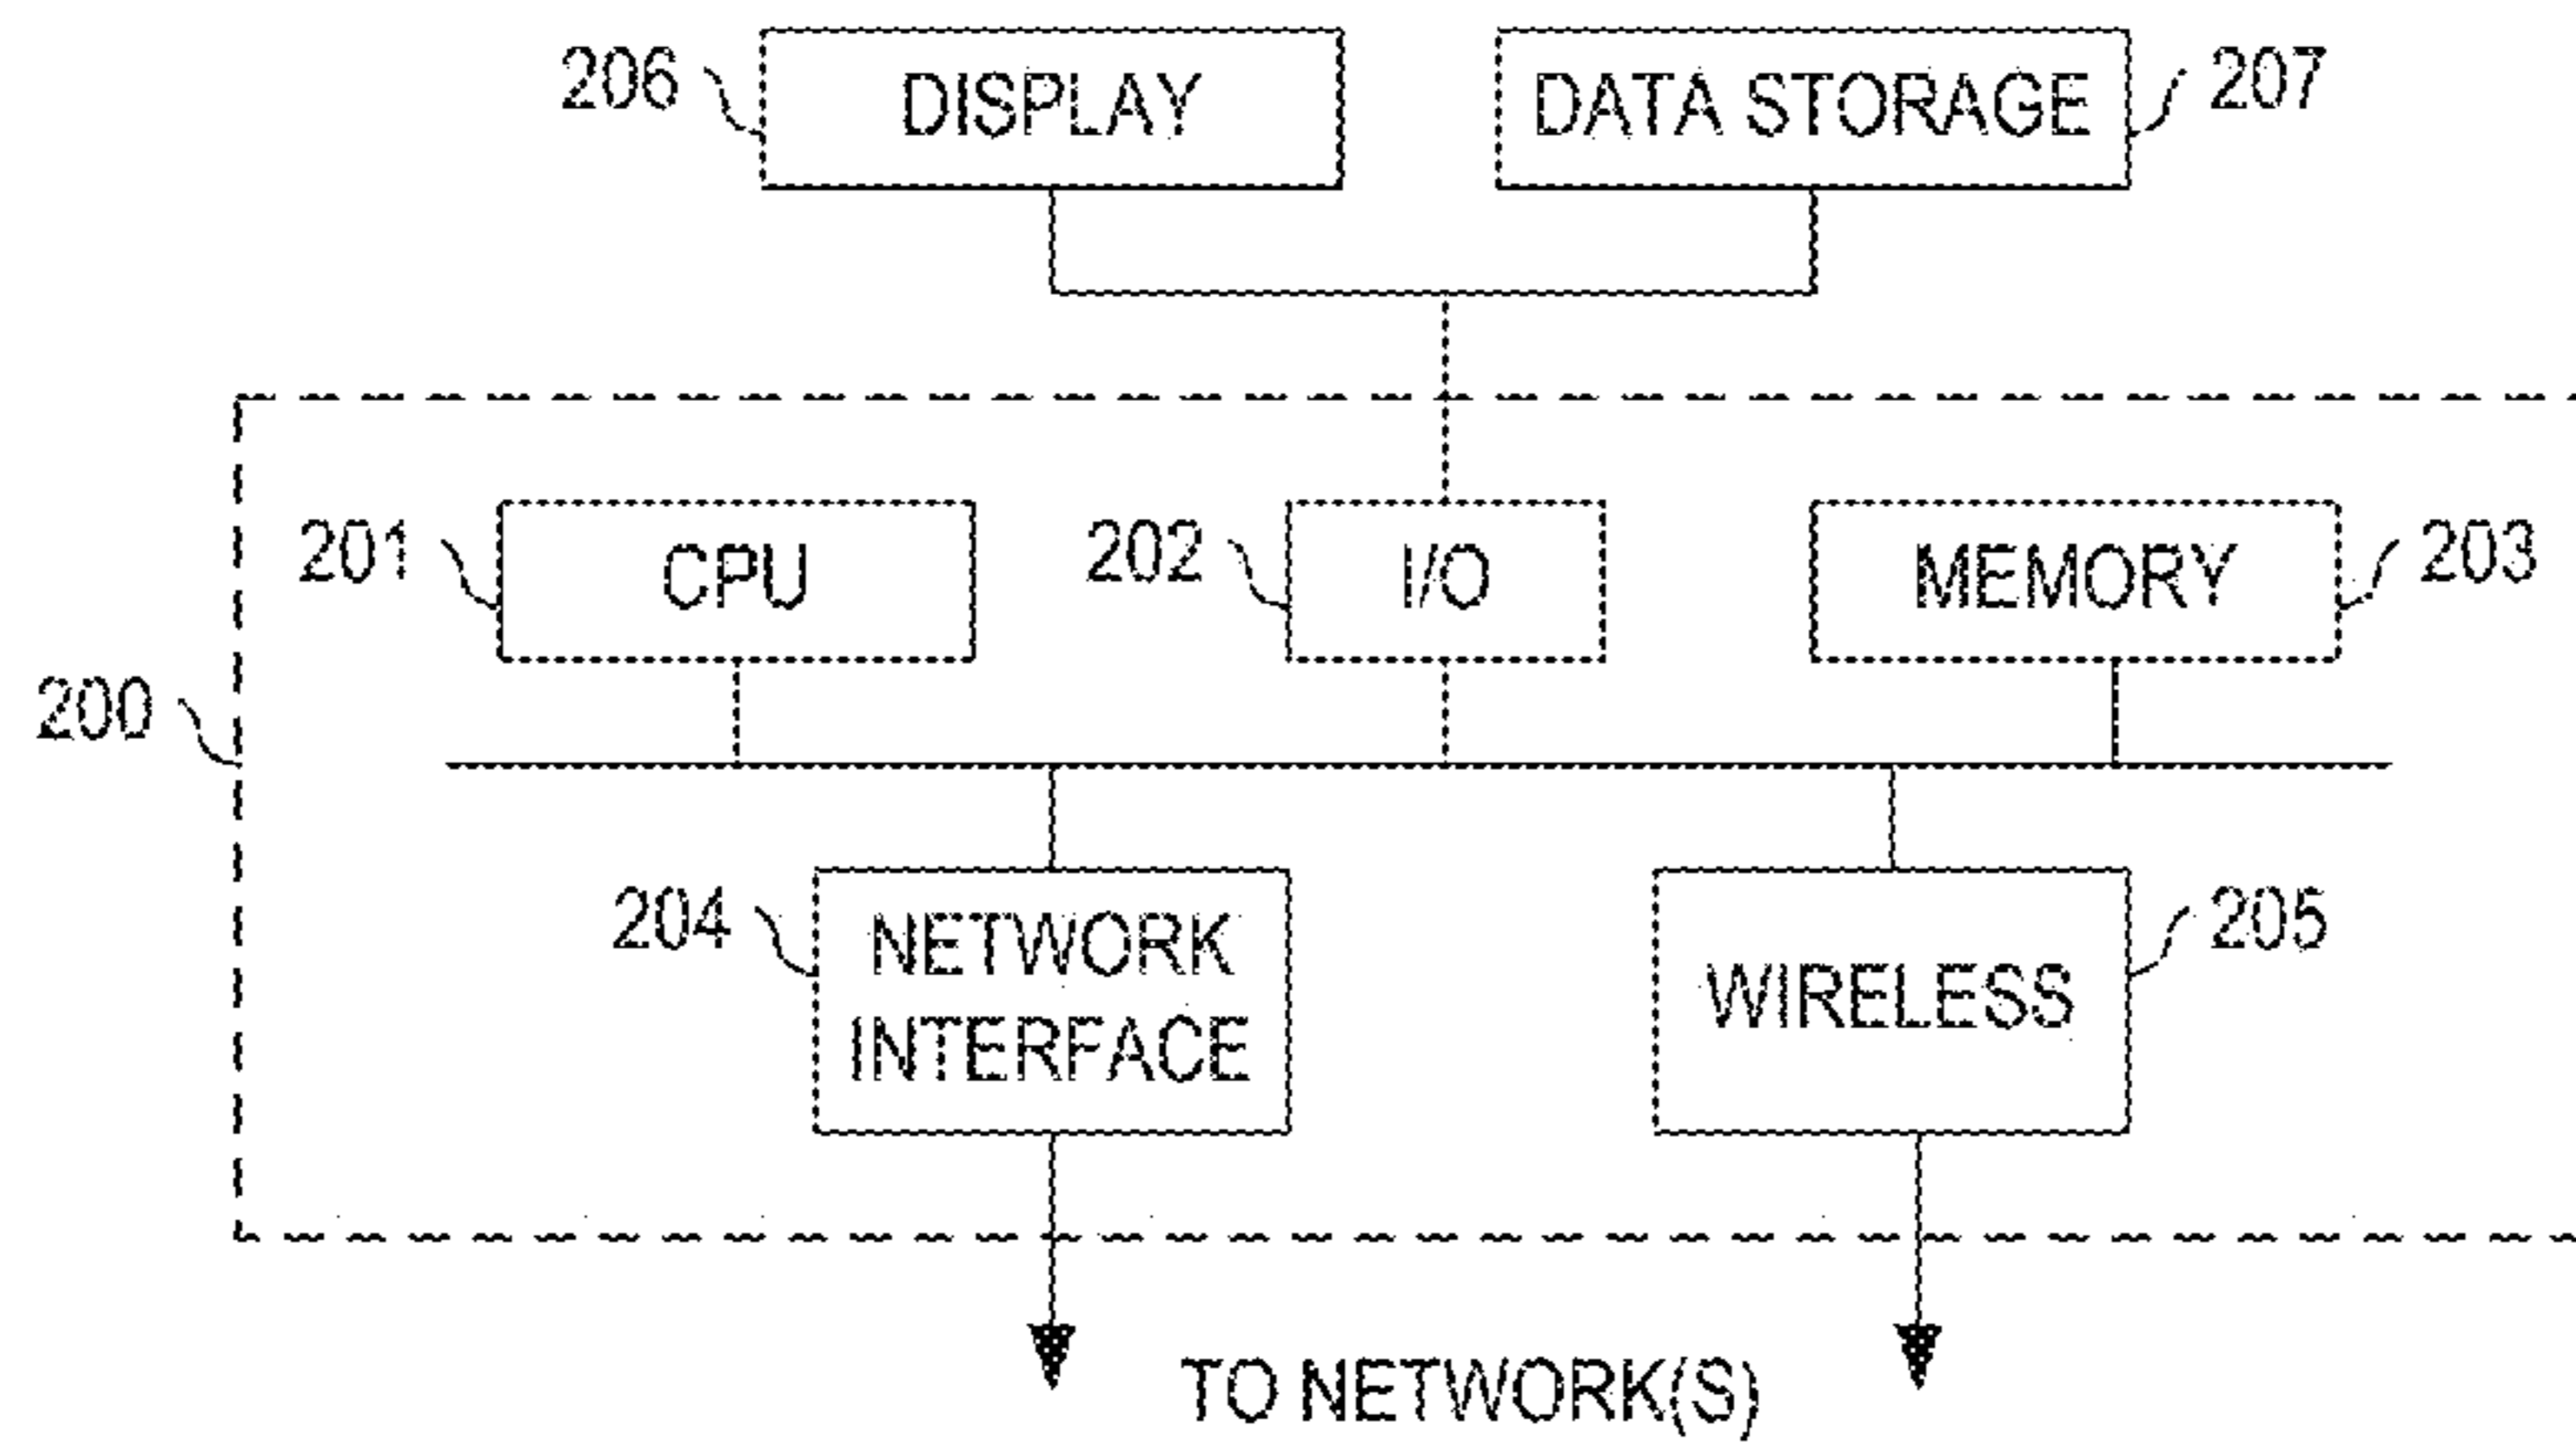 206 DISPLAY DATA STORAGE 207
201 CPU 202 I/O MEMORY 203
200
204 NETWORK INTERFACE WIRELESS 205
TO NETWORK(S)